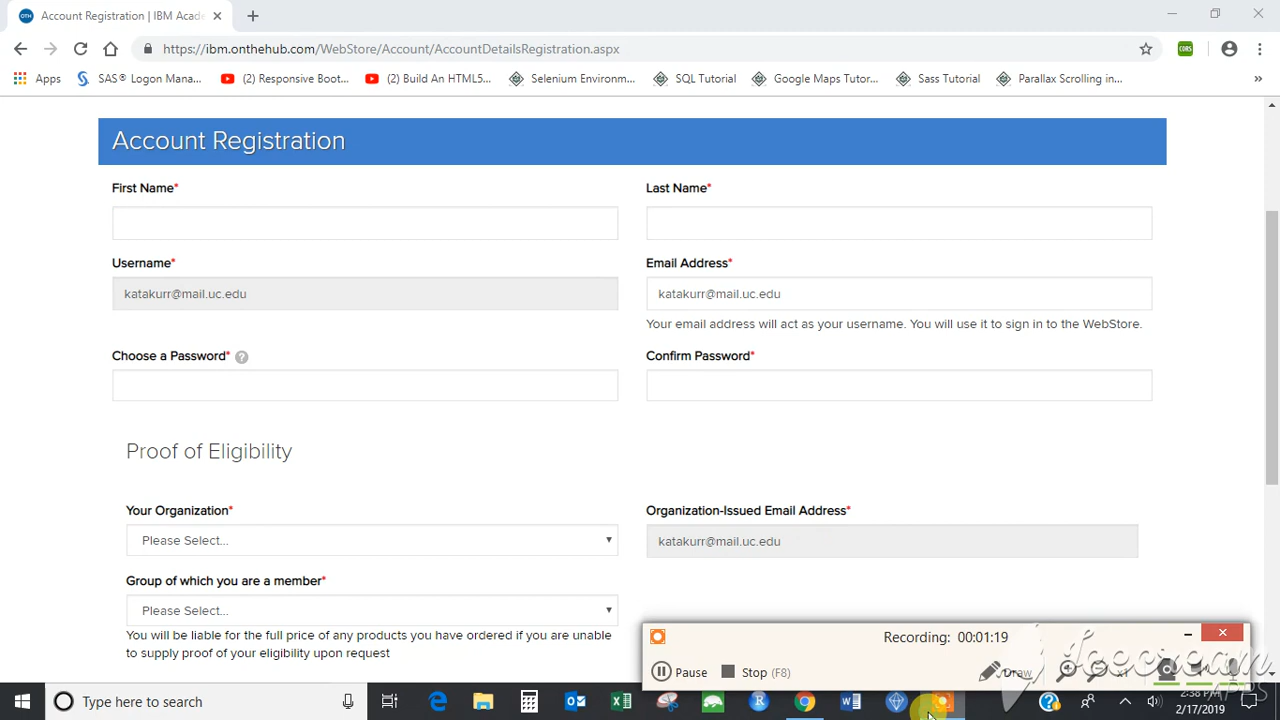 Account Registration | IBM Aca
https://ibm.onthehub.com/WebStore/Account/AccountDetailsRegistration.aspx
CORS
Apps SAS® Logon Mana... (2) Responsive Boot... (2) Build An HTML5... Selenium Environm... SQL Tutorial Google Maps Tutor... Sass Tutorial Parallax Scrolling in... »
Account Registration
First Name* Last Name*
Username* Email Address*
katakurr@mail.uc.edu katakurr@mail.uc.edu
Your email address will act as your username. You will use it to sign in to the WebStore.
Choose a Password* ? Confirm Password*
Proof of Eligibility
Your Organization* Organization-Issued Email Address*
Please Select... katakurr@mail.uc.edu
Group of which you are a member*
Please Select...
You will be liable for the full price of any products you have ordered if you are unable
to supply proof of your eligibility upon request
Recording: 00:01:19
Pause Stop (F8) Draw
Icecream
APPS
Type here to search
2:38 PM
2/17/2019